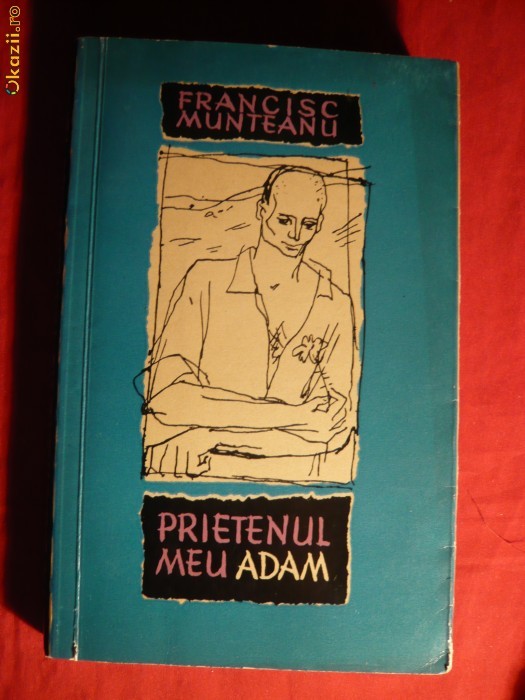 Okazii.ro
FRANCISC
MUNTEANU
PRIETENUL
MEU ADAM